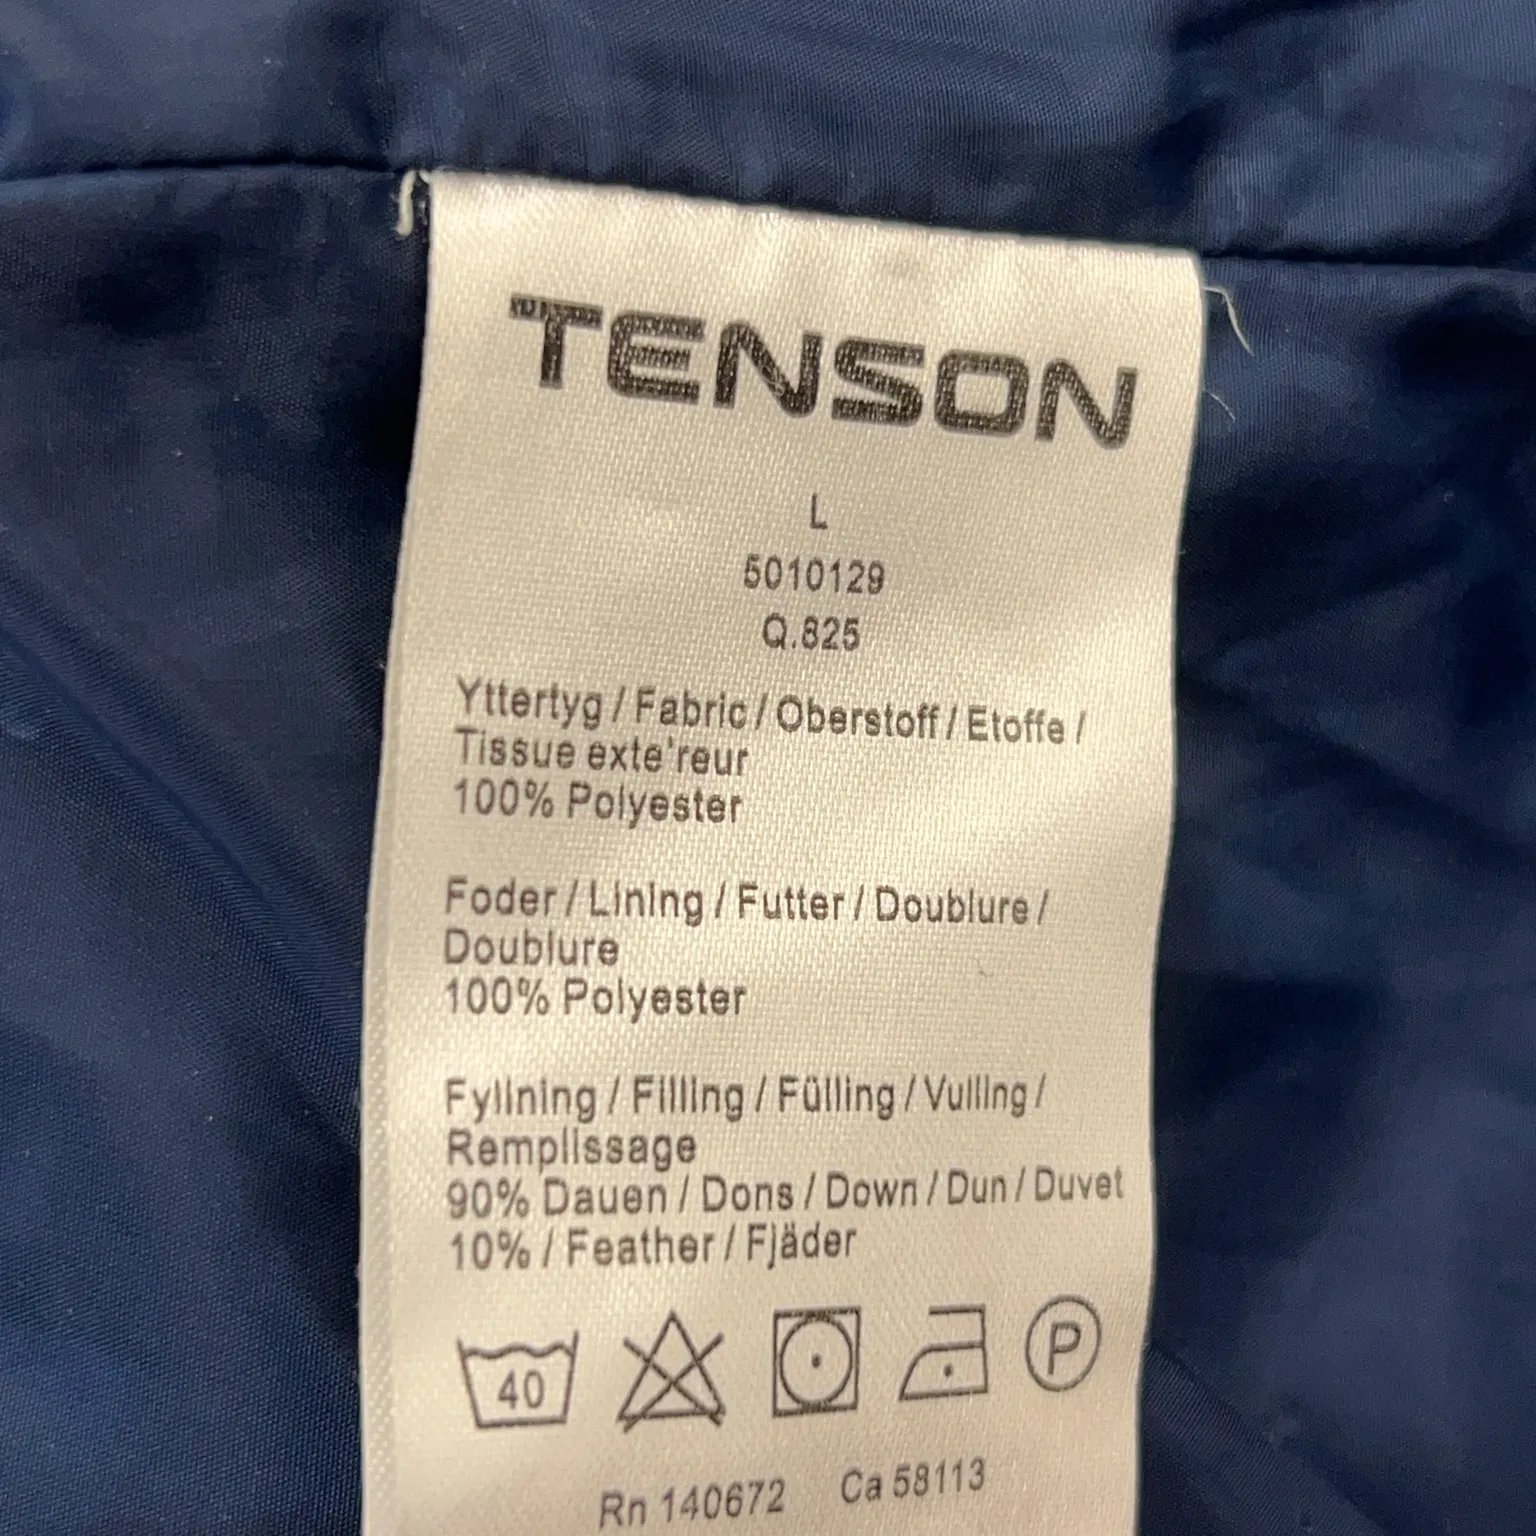 TENSON
L
5010129
Q.825
Yttertyg / Fabric / Oberstoff / Etoffe /
Tissue exte'reur
100% Polyester
Foder / Lining / Futter / Doublure /
Doublure
100% Polyester
Fyllning / Filling / Fülling / Vulling /
Remplissage
90% Dauen / Dons / Down / Dun / Duvet
10% / Feather / Fjäder
40 P
Rn 140672 Ca 58113